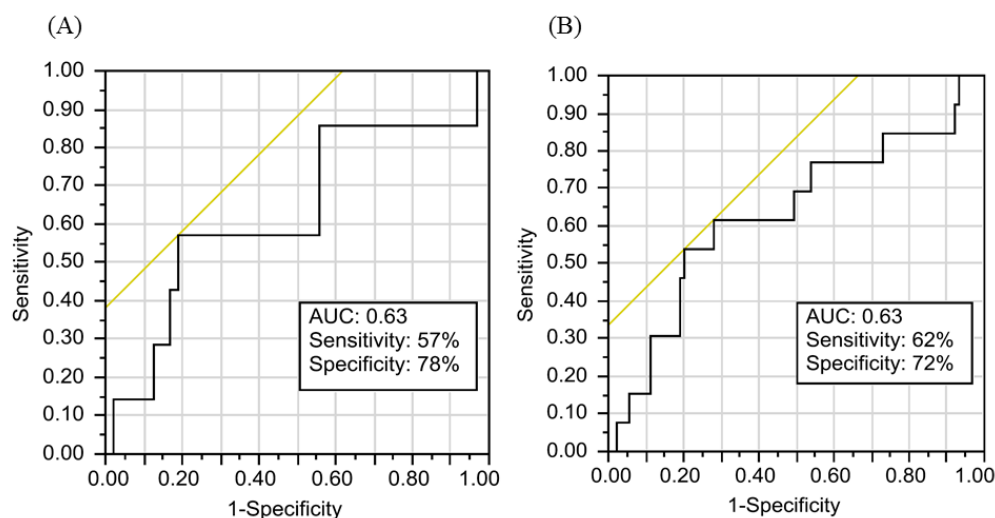 (A)
1.00
0.90
0.80
0.70
0.60
0.50
0.40
0.30
0.20
0.10
0.00
Sensitivity
AUC: 0.63
Sensitivity: 57%
Specificity: 78%
0.00 0.20 0.40 0.60 0.80 1.00
1-Specificity
(B)
1.00
0.90
0.80
0.70
0.60
0.50
0.40
0.30
0.20
0.10
0.00
Sensitivity
AUC: 0.63
Sensitivity: 62%
Specificity: 72%
0.00 0.20 0.40 0.60 0.80 1.00
1-Specificity